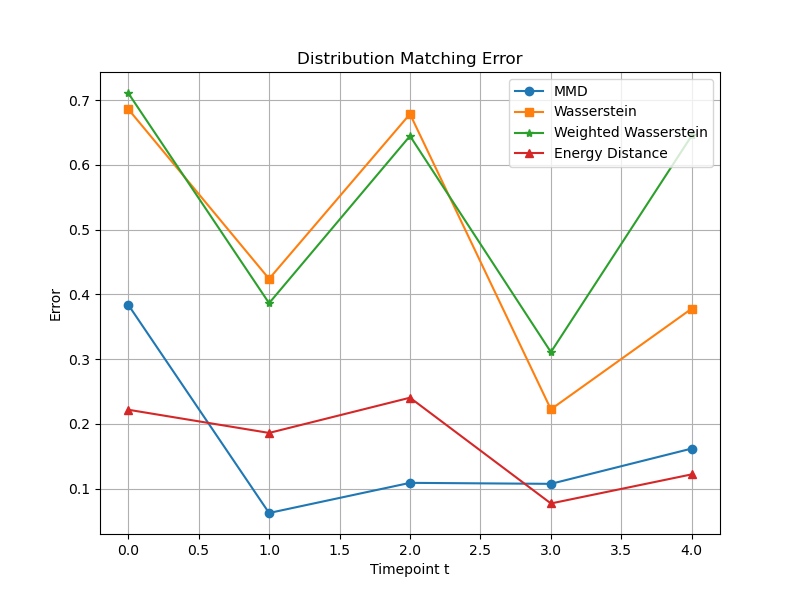 Distribution Matching Error
MMD
Wasserstein
Weighted Wasserstein
Energy Distance
Error
0.7
0.6
0.5
0.4
0.3
0.2
0.1
0.0 0.5 1.0 1.5 2.0 2.5 3.0 3.5 4.0
Timepoint t